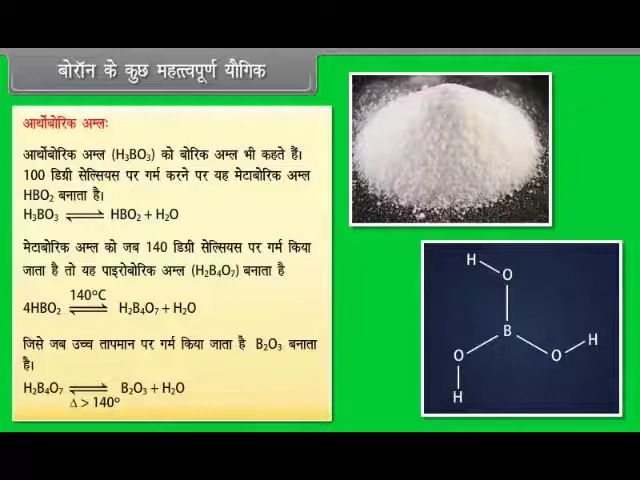 बोरॉन के कुछ महत्त्वपूर्ण यौगिक
आर्थोबोरिक अम्लः
आर्थोबोरिक अम्ल (H₃BO₃) को बोरिक अम्ल भी कहते हैं।
100 डिग्री सेल्सियस पर गर्म करने पर यह मेटाबोरिक अम्ल
HBO₂ बनाता है।
H₃BO₃ ⇌ HBO₂ + H₂O
मेटाबोरिक अम्ल को जब 140 डिग्री सेल्सियस पर गर्म किया
जाता है तो यह पाइरोबोरिक अम्ल (H₂B₄O₇) बनाता है
140°C
4HBO₂ ⇌ H₂B₄O₇ + H₂O
जिसे जब उच्च तापमान पर गर्म किया जाता है B₂O₃ बनाता
है।
H₂B₄O₇ ⇌ B₂O₃ + H₂O
Δ > 140°
H
O
B
H
O
O
H